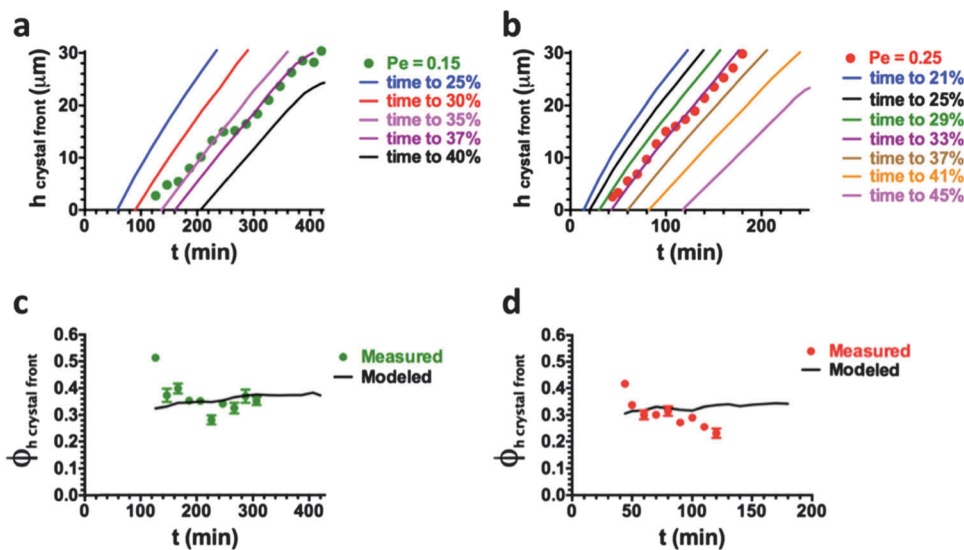 a
h crystal front (μm)
30
20
10
0
0 100 200 300 400
t (min)
Pe = 0.15
time to 25%
time to 30%
time to 35%
time to 37%
time to 40%
b
h crystal front (μm)
30
20
10
0
0 100 200
t (min)
Pe = 0.25
time to 21%
time to 25%
time to 29%
time to 33%
time to 37%
time to 41%
time to 45%
c
ϕh crystal front
0.6
0.5
0.4
0.3
0.2
0.1
0.0
0 100 200 300 400
t (min)
Measured
Modeled
d
ϕh crystal front
0.6
0.5
0.4
0.3
0.2
0.1
0.0
0 50 100 150 200
t (min)
Measured
Modeled